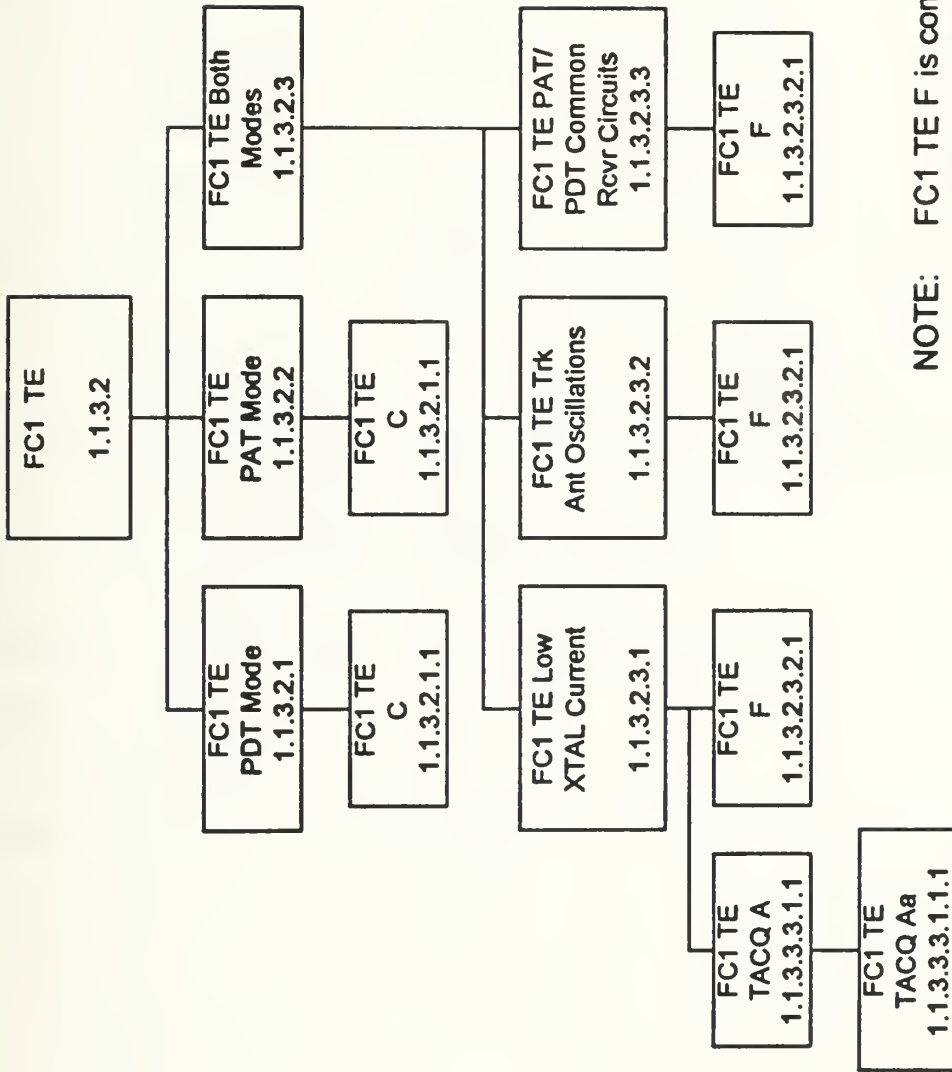 FC1 TE
1.1.3.2
FC1 TE
PDT Mode
1.1.3.2.1
FC1 TE
PAT Mode
1.1.3.2.2
FC1 TE Both
Modes
1.1.3.2.3
FC1 TE
C
1.1.3.2.1.1
FC1 TE
C
1.1.3.2.1.1
FC1 TE Low
XTAL Current
1.1.3.2.3.1
FC1 TE Trk
Ant Oscillations
1.1.3.2.3.2
FC1 TE PAT/
PDT Common
Rcvr Circuits
1.1.3.2.3.3
FC1 TE
TACQ A
1.1.3.3.3.1.1
FC1 TE
F
1.1.3.2.3.2.1
FC1 TE
F
1.1.3.2.3.2.1
FC1 TE
F
1.1.3.2.3.2.1
FC1 TE
TACQ Aa
1.1.3.3.3.1.1.1
NOTE: FC1 TE F is